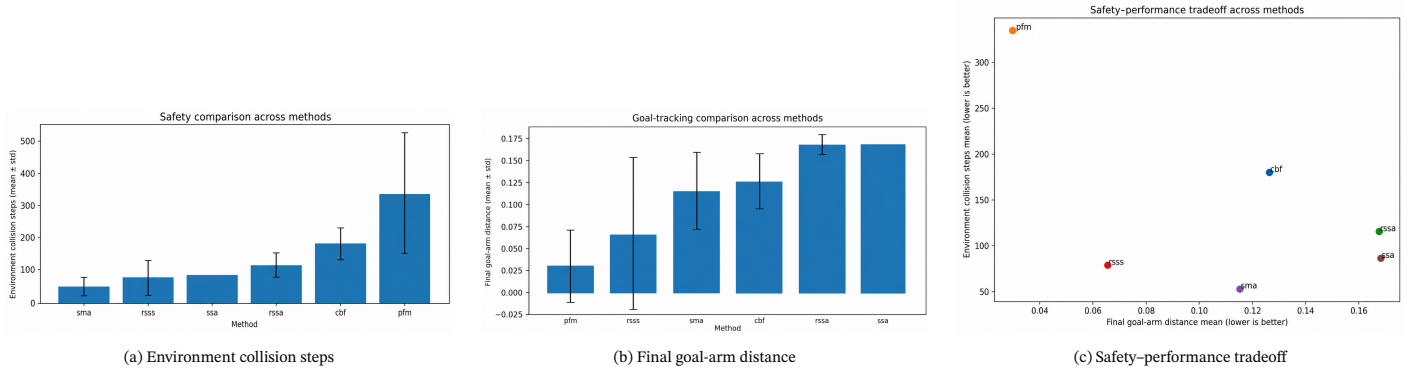 Safety comparison across methods
Environment collision steps (mean ± std)
500
400
300
200
100
0
sma rsss ssa rssa cbf pfm
Method
(a) Environment collision steps
Goal-tracking comparison across methods
Final goal-arm distance (mean ± std)
0.175
0.150
0.125
0.100
0.075
0.050
0.025
0.000
−0.025
pfm rsss sma cbf rssa ssa
Method
(b) Final goal-arm distance
Safety–performance tradeoff across methods
Environment collision steps mean (lower is better)
300
250
200
150
100
50
pfm
cbf
rssa
ssa
rsss
sma
0.04 0.06 0.08 0.10 0.12 0.14 0.16
Final goal-arm distance mean (lower is better)
(c) Safety–performance tradeoff